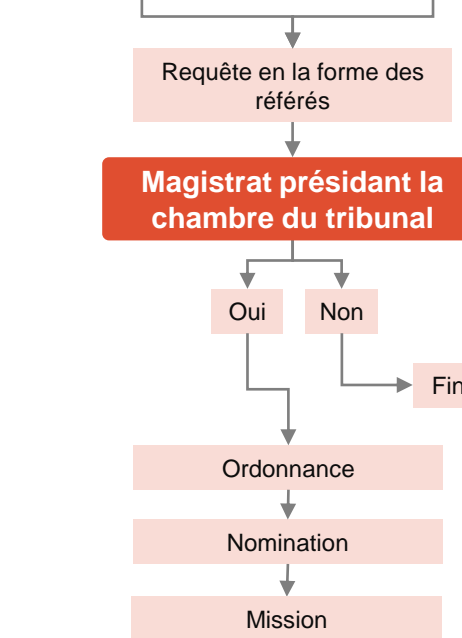 Requête en la forme des
référés
Magistrat présidant la
chambre du tribunal
Oui
Non
Fin
Ordonnance
Nomination
Mission